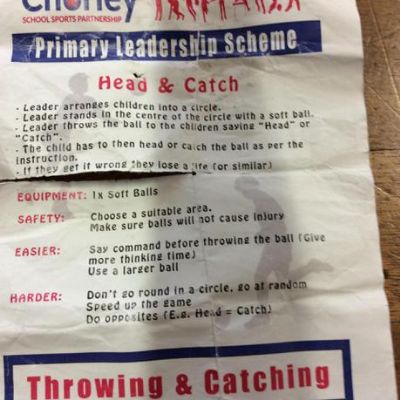 Chorley
SCHOOL SPORTS PARTNERSHIP
Primary Leadership Scheme
Head & Catch
- Leader arranges children into a circle.
- Leader stands in the centre of the circle with a soft ball.
- Leader throws the ball to the children saying "Head" or
"Catch".
- The child has to then head or catch the ball as per the
instruction.
- If they get it wrong they lose a life (or similar)
EQUIPMENT: 1x Soft Balls
SAFETY: Choose a suitable area.
Make sure balls will not cause injury
EASIER: Say command before throwing the ball (Give
more thinking time)
Use a larger ball
HARDER: Don't go round in a circle, go at random
Speed up the game
Do opposites (E.g. Head = Catch)
Throwing & Catching